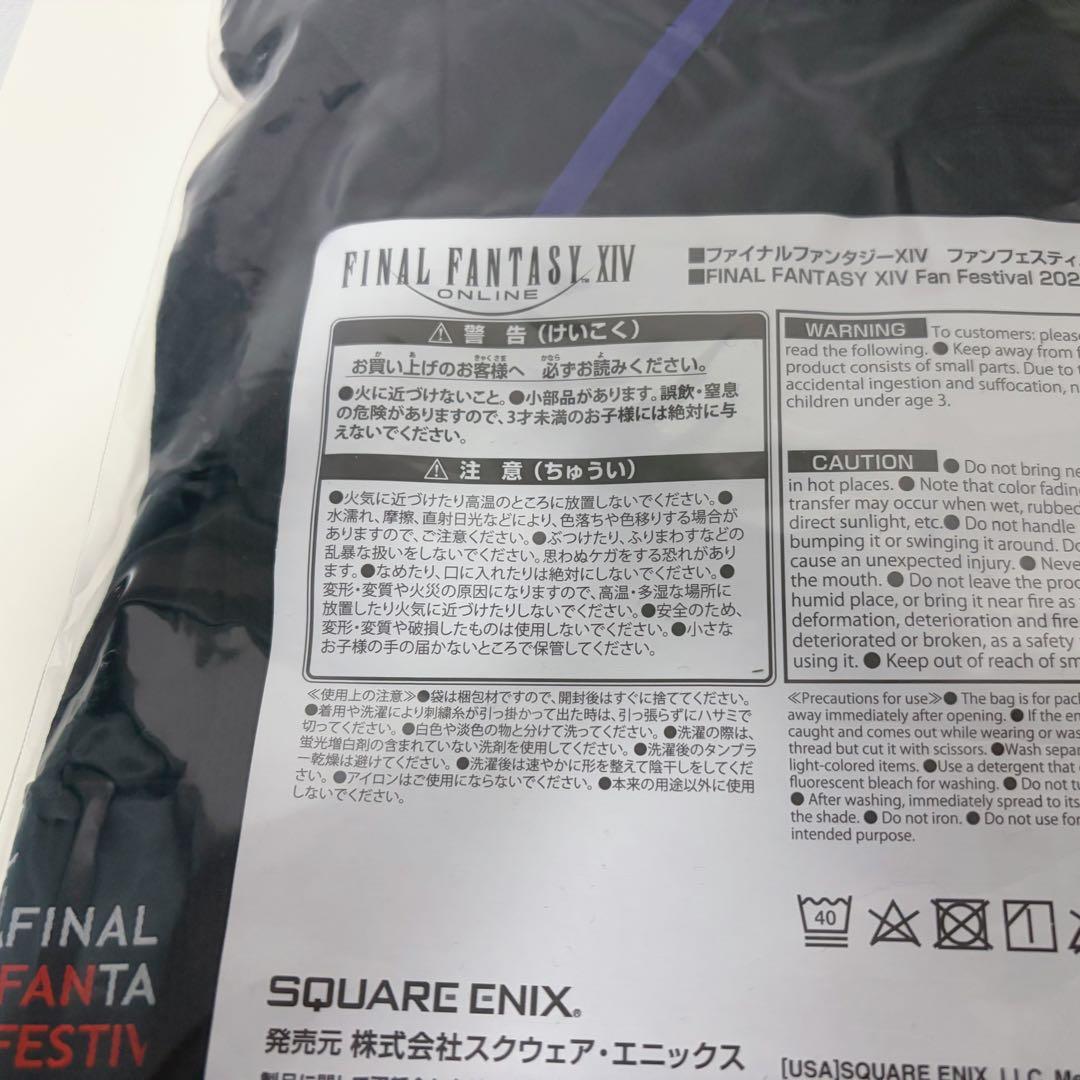 FINAL FANTASY XIV
ONLINE
■ファイナルファンタジーXIV ファンフェスティ
■FINAL FANTASY XIV Fan Festival 202
⚠ 警 告 (けいこく)
お買い上げのお客様へ 必ずお読みください。
●火に近づけないこと。●小部品があります。誤飲・窒息
の危険がありますので、3才未満のお子様には絶対に与
えないでください。
⚠ 注 意 (ちゅうい)
●火気に近づけたり高温のところに放置しないでください。●
水濡れ、摩擦、直射日光などにより、色落ちや色移りする場合が
ありますので、ご注意ください。●ぶつけたり、ふりまわすなどの
乱暴な扱いをしないでください。思わぬケガをする恐れがあり
ます。●なめたり、口に入れたりは絶対にしないでください。●
変形・変質や火災の原因になりますので、高温・多湿な場所に
放置したり火気に近づけたりしないでください。●安全のため、
変形・変質や破損したものは使用しないでください。●小さな
お子様の手の届かないところで保管してください。
≪使用上の注意≫●袋は梱包材ですので、開封後はすぐに捨ててください。
●着用や洗濯により刺繍糸が引っ掛かって出た時は、引っ張らずにハサミで
切ってください。●白色や淡色の物と分けて洗ってください。●洗濯の際は、
蛍光増白剤の含まれていない洗剤を使用してください。●洗濯後のタンブラ
ー乾燥は避けてください。●洗濯後は速やかに形を整えて陰干しをしてくだ
さい。●アイロンはご使用にならないでください。●本来の用途以外に使用
しないでください。
WARNING To customers: please
read the following. ● Keep away from
product consists of small parts. Due to
accidental ingestion and suffocation,
children under age 3.
CAUTION ● Do not bring
in hot places. ● Note that color fadin
transfer may occur when wet, rubbed
direct sunlight, etc.● Do not handle
bumping it or swinging it around. Do
cause an unexpected injury. ● Neve
the mouth. ● Do not leave the proc
humid place, or bring it near fire as
deformation, deterioration and fire
deteriorated or broken, as a safety
using it. ● Keep out of reach of sm
≪Precautions for use≫● The bag is for pac
away immediately after opening. ● If the en
caught and comes out while wearing or was
thread but cut it with scissors. ●Wash sepa
light-colored items. ●Use a detergent that
fluorescent bleach for washing. ● Do not tu
● After washing, immediately spread to its
the shade. ● Do not iron. ● Do not use for
intended purpose.
40
SQUARE ENIX®
発売元 株式会社スクウェア・エニックス
[USA]SQUARE ENIX, LLC,
FINAL
FANTA
FESTIV